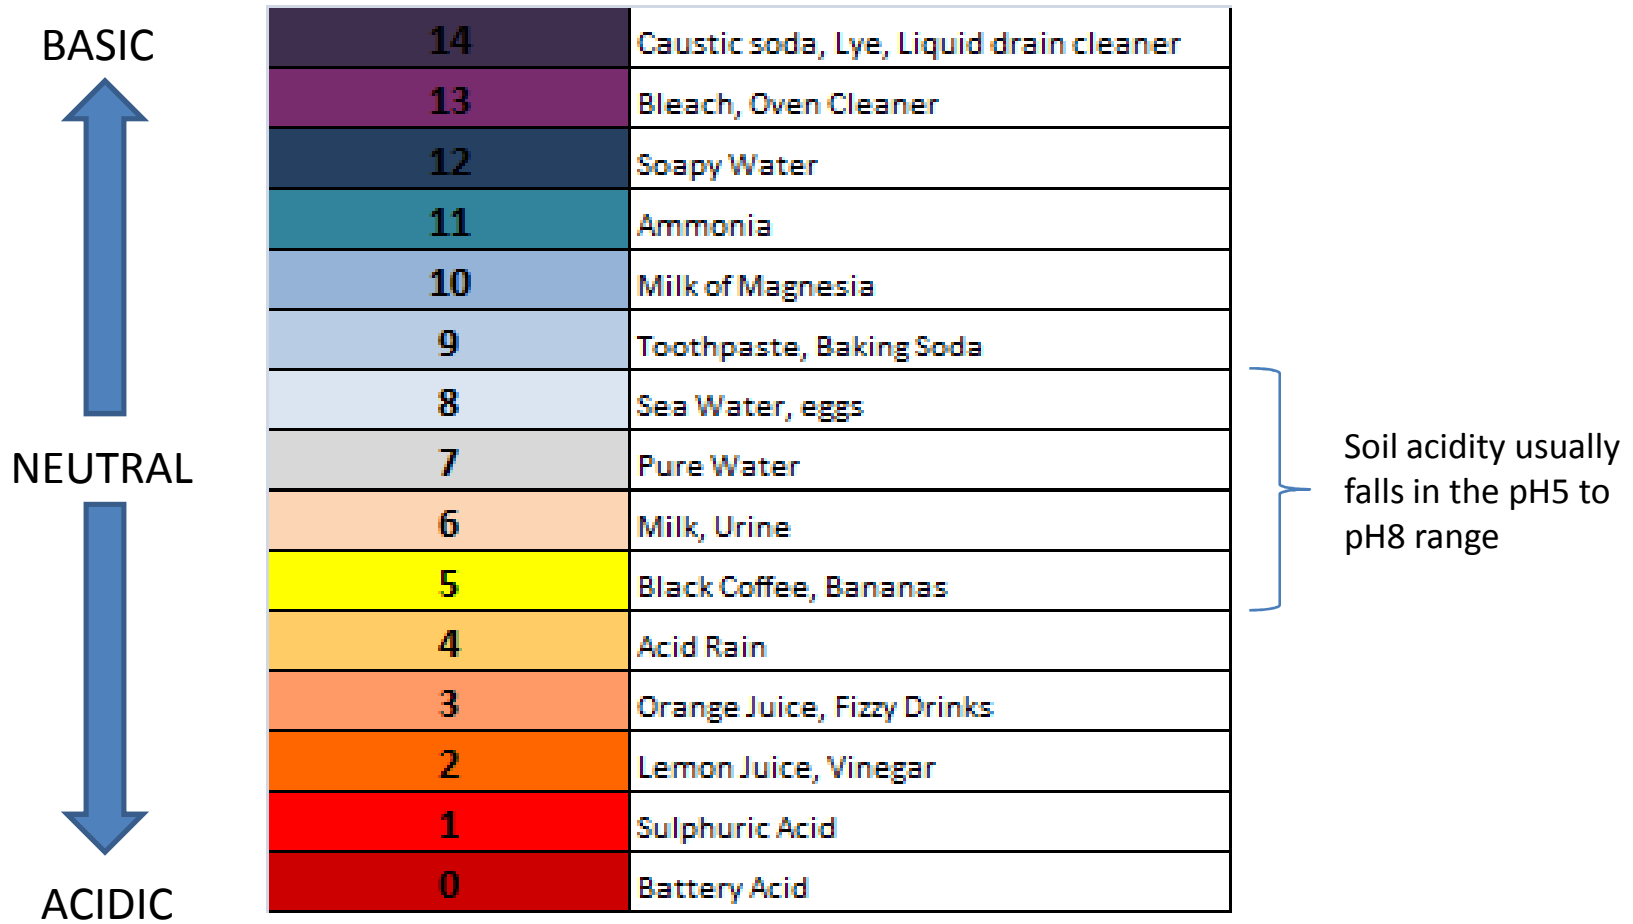 BASIC
14 Caustic soda, Lye, Liquid drain cleaner
13 Bleach, Oven Cleaner
12 Soapy Water
11 Ammonia
10 Milk of Magnesia
9 Toothpaste, Baking Soda
8 Sea Water, eggs
7 Pure Water
NEUTRAL
6 Milk, Urine
5 Black Coffee, Bananas
4 Acid Rain
3 Orange Juice, Fizzy Drinks
2 Lemon Juice, Vinegar
1 Sulphuric Acid
0 Battery Acid
ACIDIC
Soil acidity usually
falls in the pH5 to
pH8 range